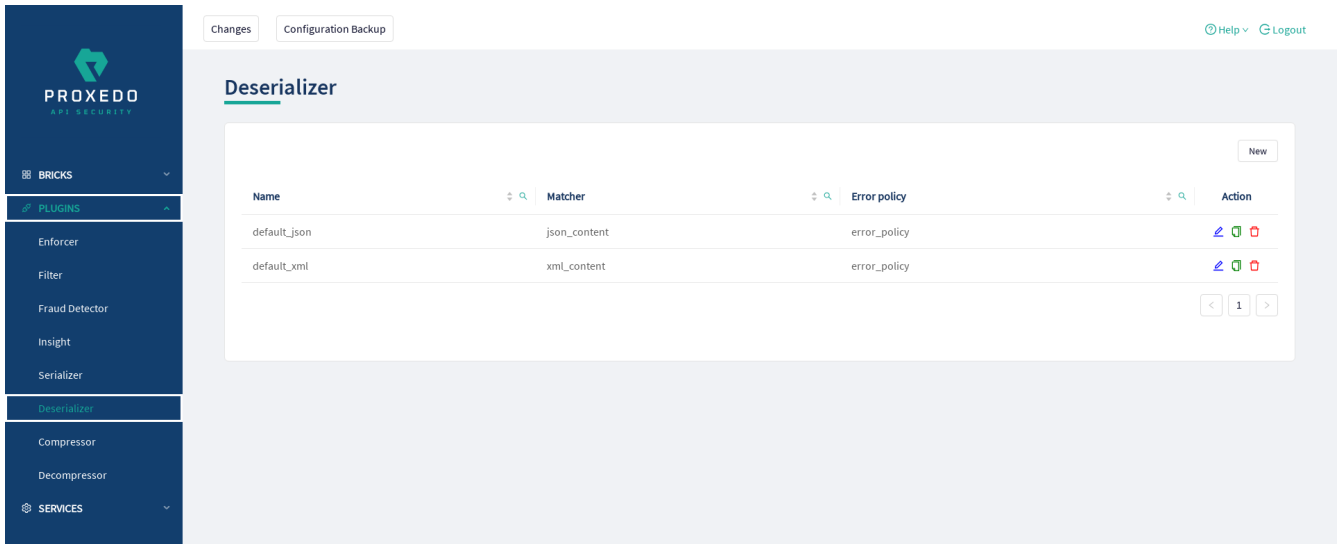 Changes Configuration Backup Help Logout
PROXEDO
API SECURITY
Deserializer
New
BRICKS
PLUGINS
Enforcer
Filter
Fraud Detector
Insight
Serializer
Deserializer
Compressor
Decompressor
SERVICES
Name Matcher Error policy Action
default_json json_content error_policy
default_xml xml_content error_policy
< 1 >